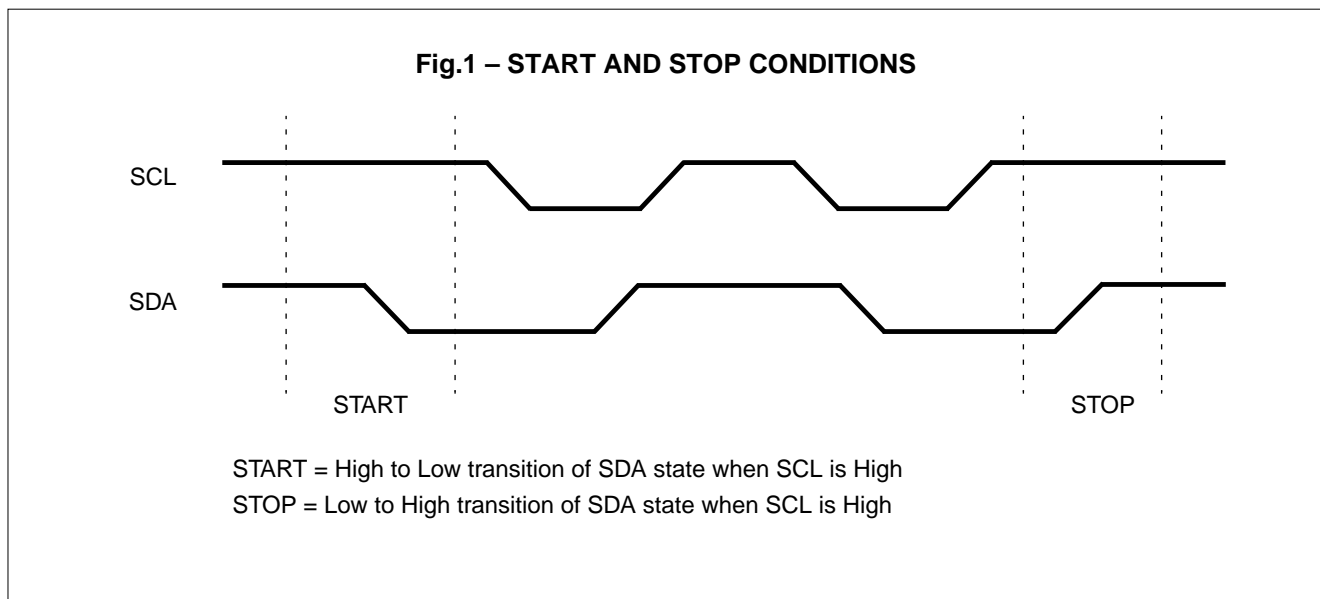 Fig.1 – START AND STOP CONDITIONS
SCL
SDA
START
STOP
START = High to Low transition of SDA state when SCL is High
STOP = Low to High transition of SDA state when SCL is High